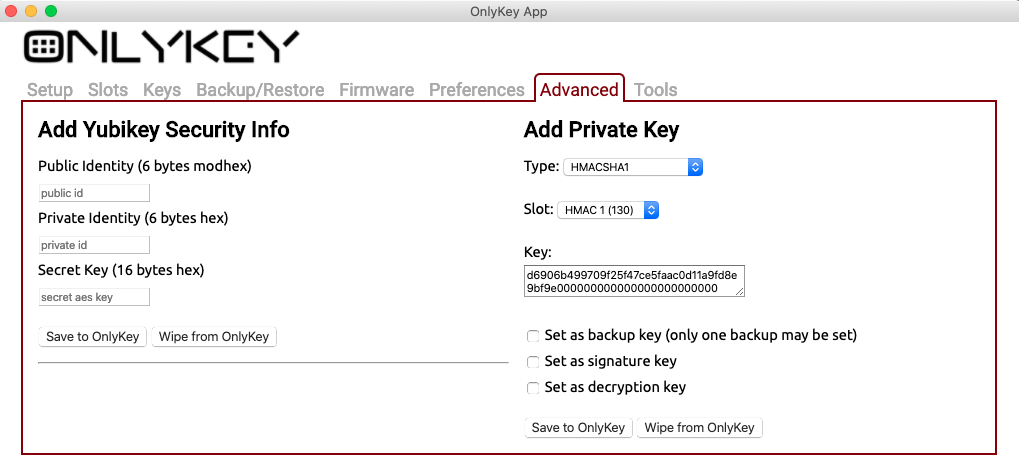 OnlyKey App
ONLYKEY
Setup Slots Keys Backup/Restore Firmware Preferences Advanced Tools
Add Yubikey Security Info
Public Identity (6 bytes modhex)
public id
Private Identity (6 bytes hex)
private id
Secret Key (16 bytes hex)
secret aes key
Save to OnlyKey Wipe from OnlyKey
Add Private Key
Type: HMACSHA1
Slot: HMAC 1 (130)
Key:
d6906b499709f25f47ce5faac0d11a9fd8e
9bf9e000000000000000000000000
Set as backup key (only one backup may be set)
Set as signature key
Set as decryption key
Save to OnlyKey Wipe from OnlyKey